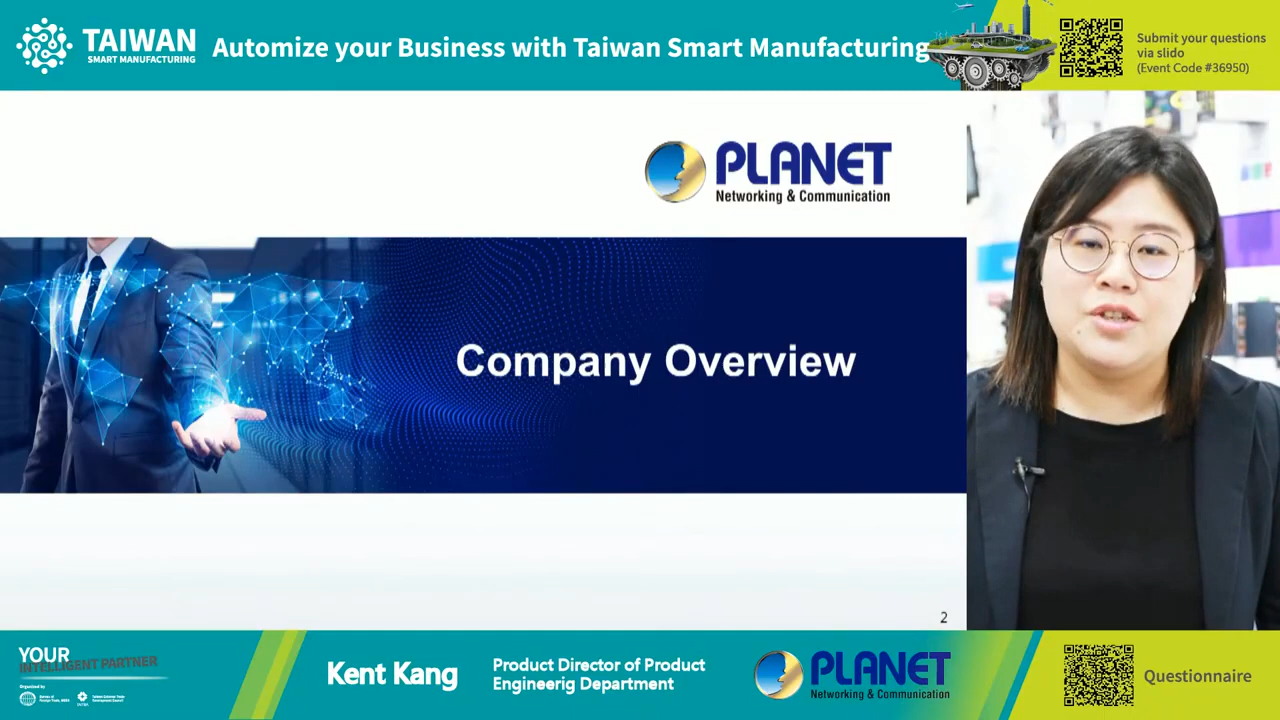 TAIWAN
SMART MANUFACTURING
Automize your Business with Taiwan Smart Manufacturing
Submit your questions
via slido
(Event Code #36950)
PLANET
Networking & Communication
Company Overview
2
YOUR
INTELLIGENT PARTNER
Organized by
Kent Kang
Product Director of Product
Engineerig Department
PLANET
Networking & Communication
Questionnaire